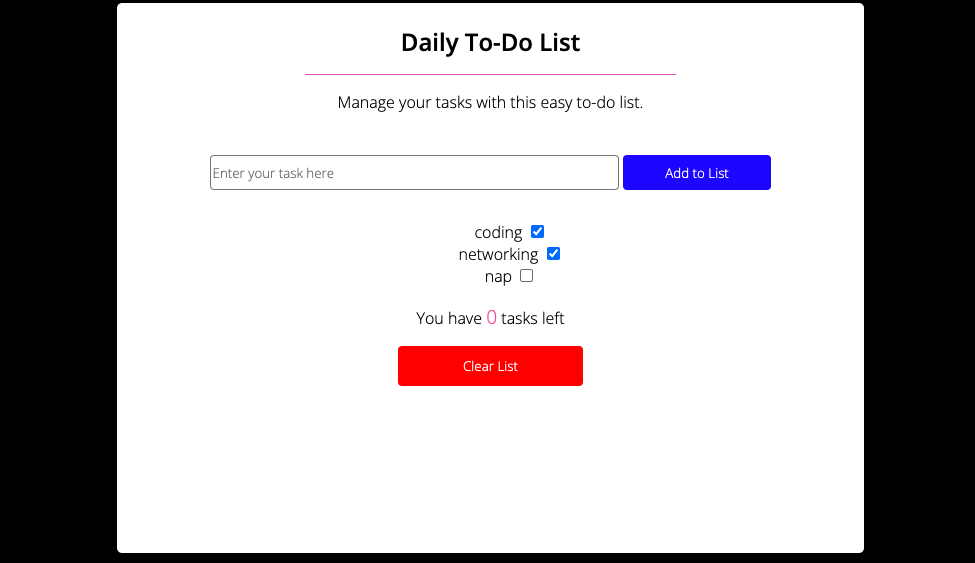 Daily To-Do List
Manage your tasks with this easy to-do list.
Enter your task here Add to List
coding
networking
nap
You have 0 tasks left
Clear List